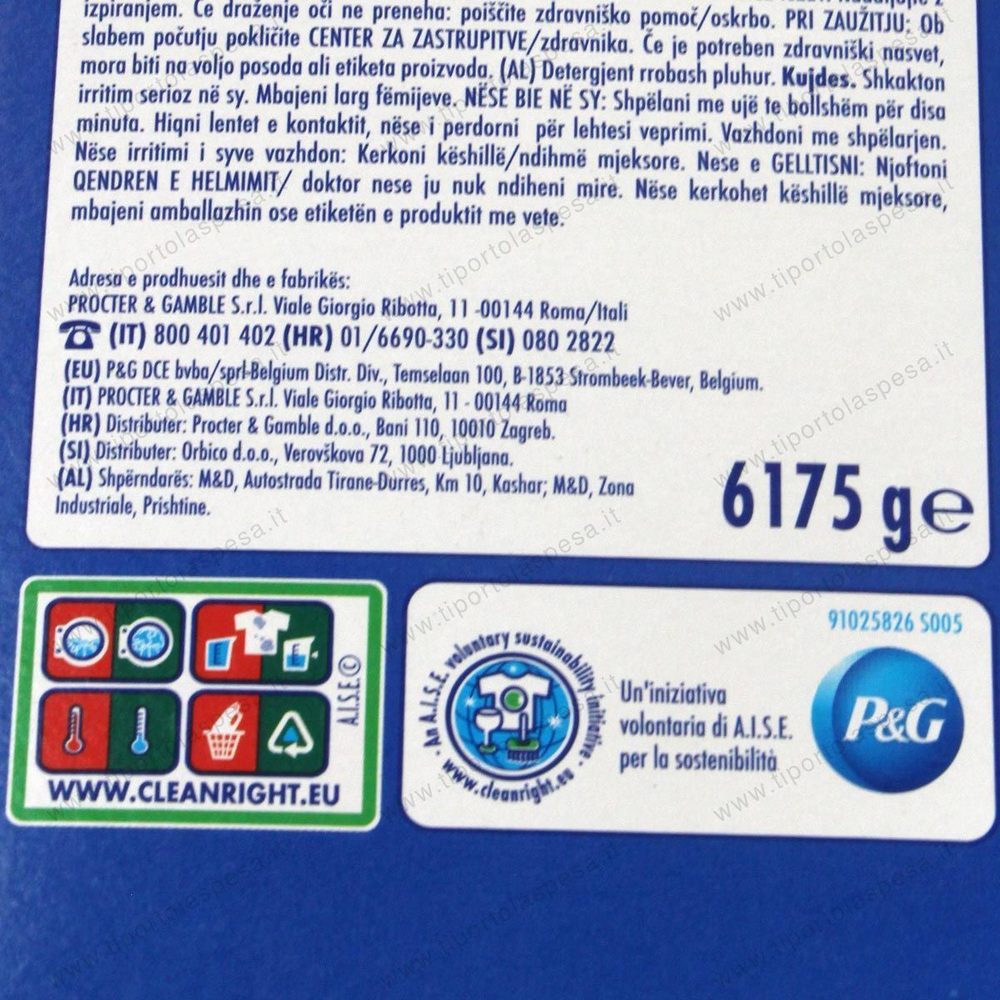 izpiranjem. Če draženje oči ne preneha: poiščite zdravniško pomoč/oskrbo. PRI ZAUŽITJU: Ob
slabem počutju pokličite CENTER ZA ZASTRUPITVE/zdravnika. Če je potreben zdravniški nasvet,
mora biti na voljo posoda ali etiketa proizvoda. (AL) Detergjent rrobash pluhur. Kujdes. Shkakton
irritim serioz në sy. Mbajeni larg fëmijeve. NËSE BIE NË SY: Shpëlani me ujë te bollshëm për disa
minuta. Hiqni lentet e kontaktit, nëse i perdorni për lehtesi veprimi. Vazhdoni me shpëlarjen.
Nëse irritimi i syve vazhdon: Kerkoni këshillë/ndihmë mjeksore. Nese e GELLTISNI: Njoftoni
QENDREN E HELMIMIT/ doktor nese ju nuk ndiheni mire. Nëse kerkohet këshillë mjeksore,
mbajeni amballazhin ose etiketën e produktit me vete.
Adresa e prodhuesit dhe e fabrikës:
PROCTER & GAMBLE S.r.l. Viale Giorgio Ribotta, 11 -00144 Roma/Itali
(IT) 800 401 402 (HR) 01/6690-330 (SI) 080 2822
(EU) P&G DCE bvba/sprl-Belgium Distr. Div., Temselaan 100, B-1853 Strombeek-Bever, Belgium.
(IT) PROCTER & GAMBLE S.r.l. Viale Giorgio Ribotta, 11 - 00144 Roma
(HR) Distributer: Procter & Gamble d.o.o., Bani 110, 10010 Zagreb.
(SI) Distributer: Orbico d.o.o., Verovškova 72, 1000 Ljubljana.
(AL) Shpërndarës: M&D, Autostrada Tirane-Durres, Km 10, Kashar; M&D, Zona
Industriale, Prishtine.
6175 g e
A.I.S.E.©
WWW.CLEANRIGHT.EU
- An A.I.S.E. voluntary sustainability initiative -
www.cleanright.eu
Un'iniziativa
volontaria di A.I.S.E.
per la sostenibilità
91025826 S005
P&G
www.tiportolaspesa.it